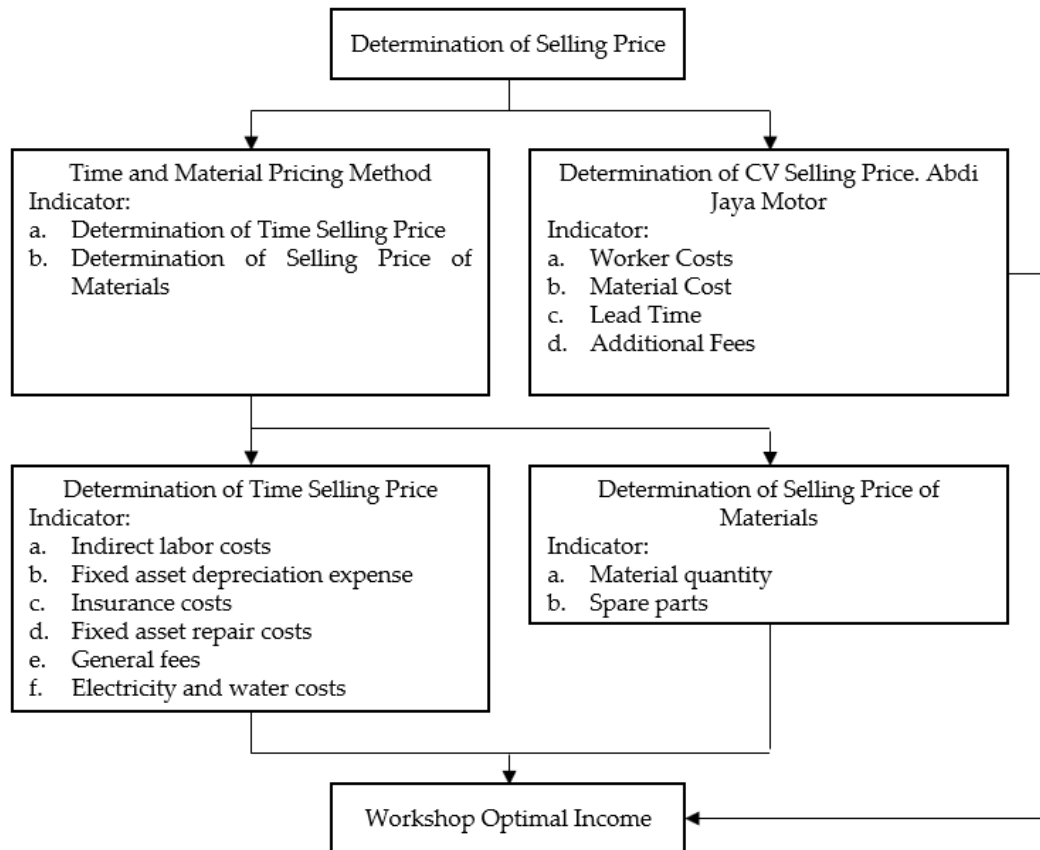 Determination of Selling Price
Time and Material Pricing Method
Indicator:
a. Determination of Time Selling Price
b. Determination of Selling Price of
Materials
Determination of CV Selling Price. Abdi
Jaya Motor
Indicator:
a. Worker Costs
b. Material Cost
c. Lead Time
d. Additional Fees
Determination of Time Selling Price
Indicator:
a. Indirect labor costs
b. Fixed asset depreciation expense
c. Insurance costs
d. Fixed asset repair costs
e. General fees
f. Electricity and water costs
Determination of Selling Price of
Materials
Indicator:
a. Material quantity
b. Spare parts
Workshop Optimal Income